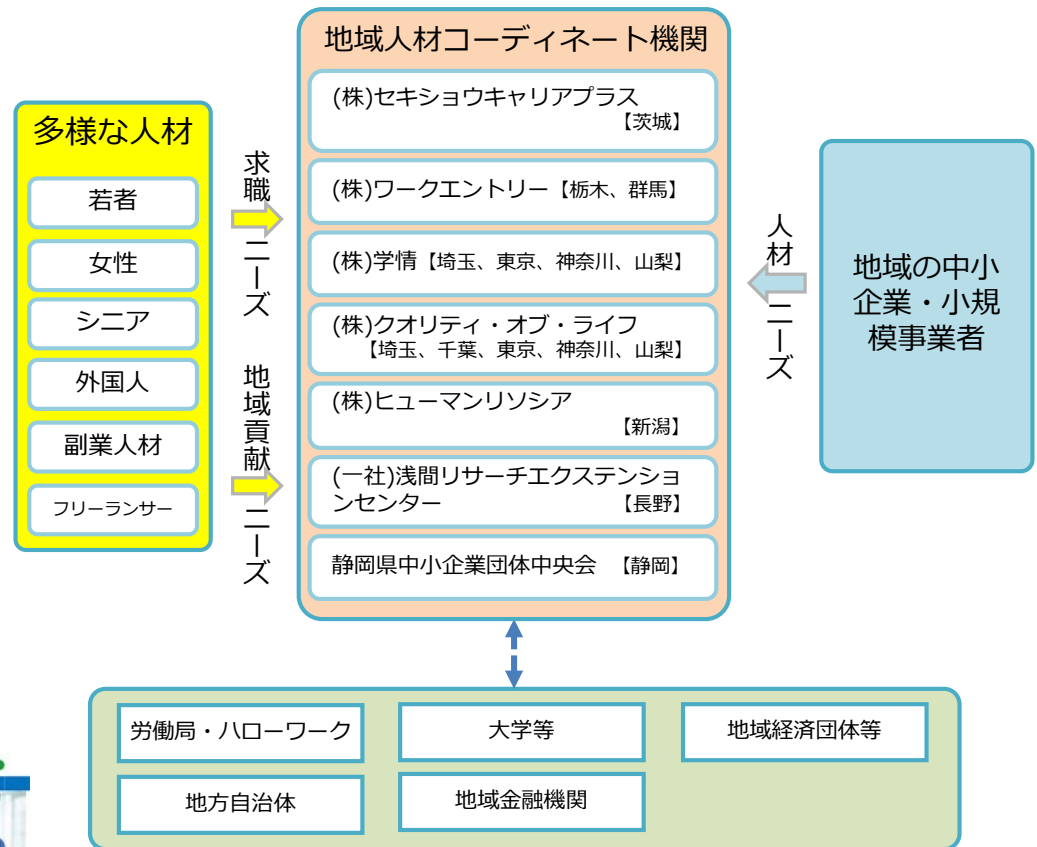 地域人材コーディネート機関
(株)セキショウキャリアプラス
【茨城】
(株)ワークエントリー【栃木、群馬】
(株)学情【埼玉、東京、神奈川、山梨】
(株)クオリティ・オブ・ライフ
【埼玉、千葉、東京、神奈川、山梨】
(株)ヒューマンリソシア
【新潟】
(一社)浅間リサーチエクステンショ
ンセンター 【長野】
静岡県中小企業団体中央会 【静岡】
多様な人材
若者
女性
シニア
外国人
副業人材
フリーランサー
求職ニーズ
地域貢献ニーズ
人材ニーズ
地域の中小
企業・小規
模事業者
労働局・ハローワーク
大学等
地域経済団体等
地方自治体
地域金融機関